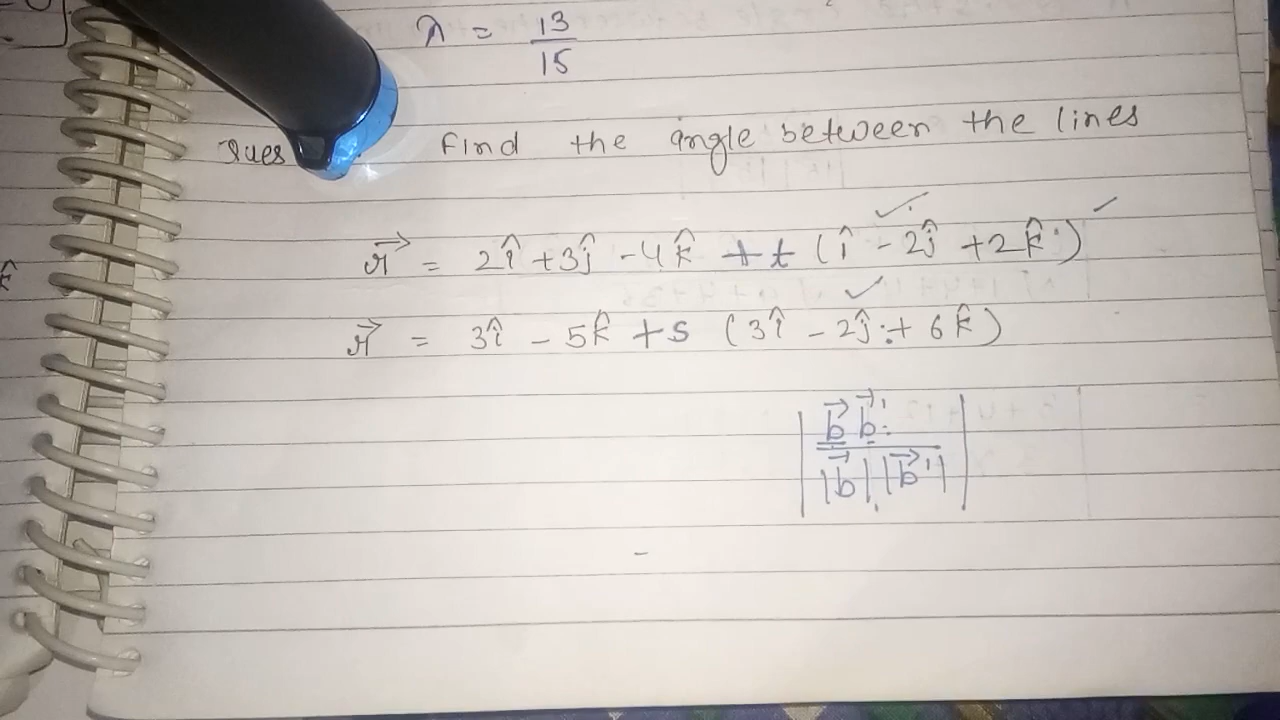 λ = 13/15
Ques Find the angle between the lines
r⃗ = 2î + 3ĵ - 4k̂ + t (î - 2ĵ + 2k̂)
r⃗ = 3î - 5k̂ + s (3î - 2ĵ + 6k̂)
| b⃗ b⃗' / |b⃗| |b⃗'| |